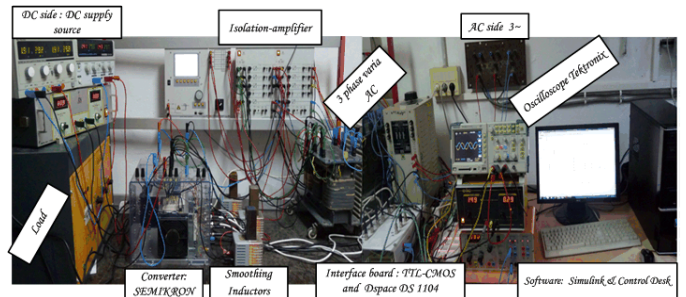 DC side : DC supply
source
Isolation-amplifier
3 phase varia
AC
AC side 3~
Oscilloscope Tektronix
Load
Converter:
SEMIKRON
Smoothing
Inductors
Interface board : TTL-CMOS
and Dspace DS 1104
Software: Simulink & Control Desk